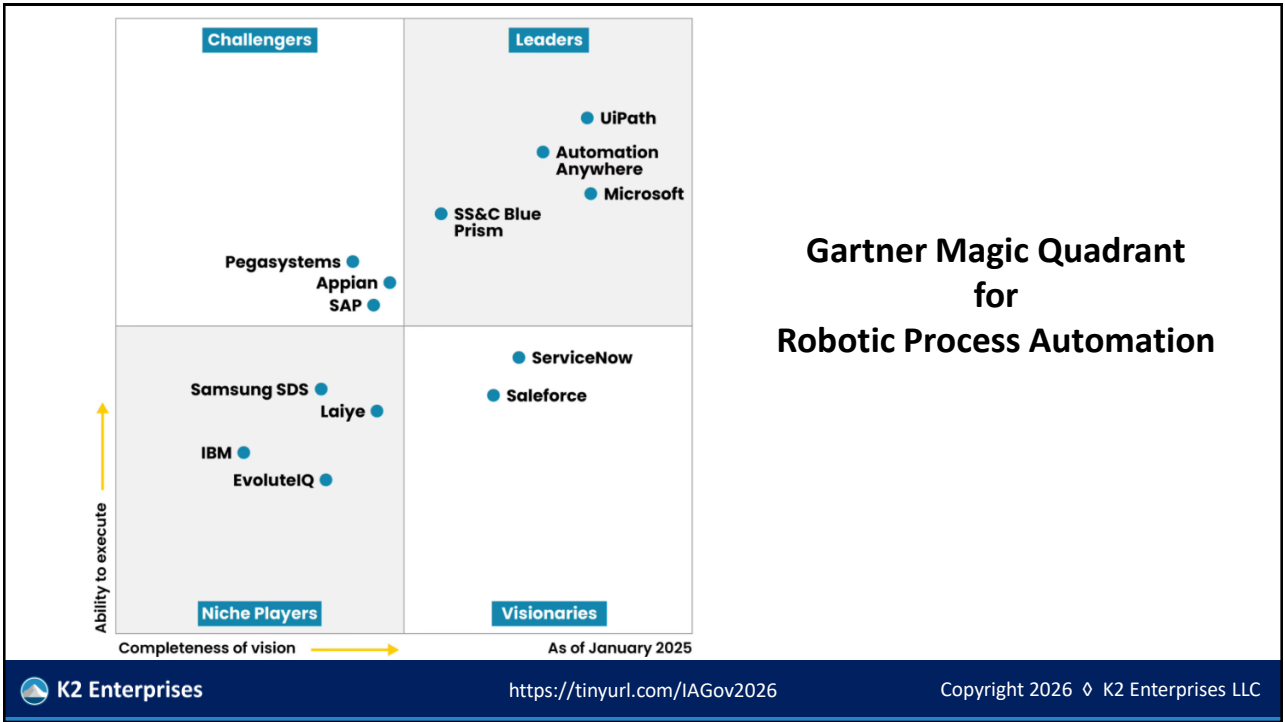 Challengers
Leaders
UiPath
Automation
Anywhere
Microsoft
SS&C Blue
Prism
Pegasystems
Appian
SAP
Gartner Magic Quadrant
for
Robotic Process Automation
ServiceNow
Saleforce
Samsung SDS
Laiye
IBM
EvoluteIQ
Ability to execute
Niche Players
Visionaries
Completeness of vision
As of January 2025
K2 Enterprises
https://tinyurl.com/IAGov2026
Copyright 2026 ◊ K2 Enterprises LLC